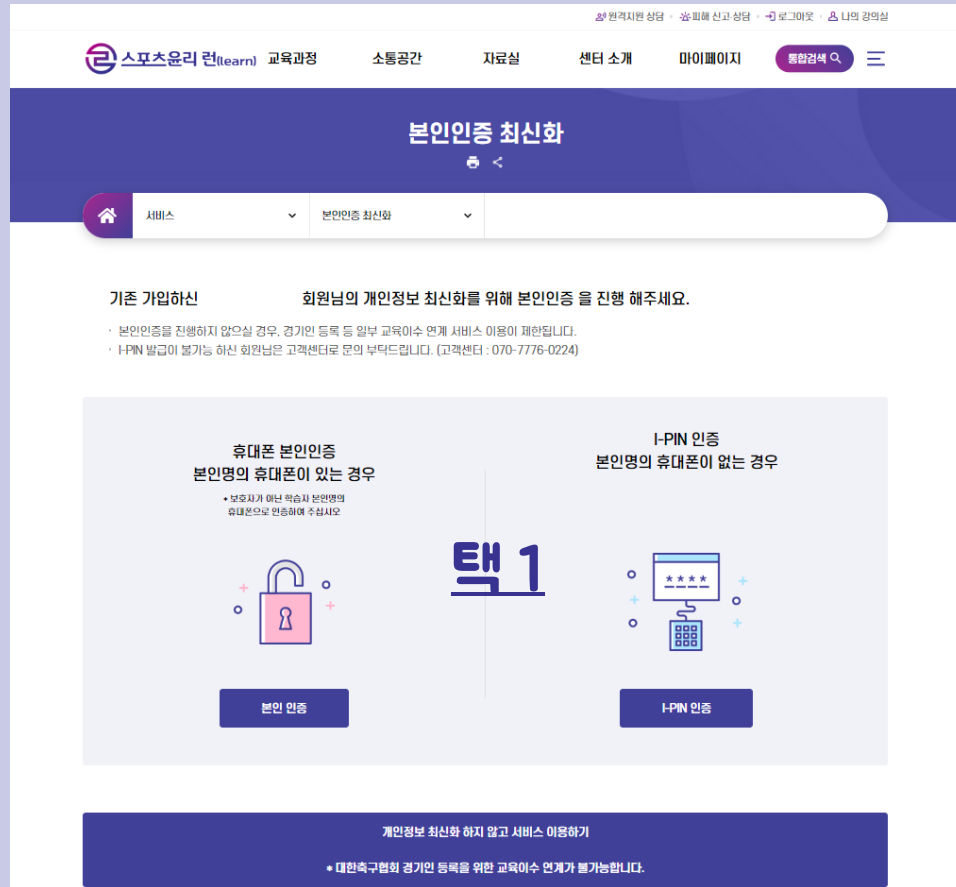 원격지원 상담 · 피해 신고·상담 · 로그아웃 · 나의 강의실
스포츠윤리 런(learn) 교육과정 소통공간 자료실 센터 소개 마이페이지 통합검색
본인인증 최신화
서비스 본인인증 최신화
기존 가입하신 회원님의 개인정보 최신화를 위해 본인인증 을 진행 해주세요.
· 본인인증을 진행하지 않으실 경우, 경기인 등록 등 일부 교육이수 연계 서비스 이용이 제한됩니다.
· I-PIN 발급이 불가능 하신 회원님은 고객센터로 문의 부탁드립니다. (고객센터 : 070-7776-0224)
휴대폰 본인인증
본인명의 휴대폰이 있는 경우
* 보호자가 아닌 학습자 본인명의
휴대폰으로 인증하여 주십시오
I-PIN 인증
본인명의 휴대폰이 없는 경우
택 1
****
본인 인증
I-PIN 인증
개인정보 최신화 하지 않고 서비스 이용하기
* 대한축구협회 경기인 등록을 위한 교육이수 연계가 불가능합니다.